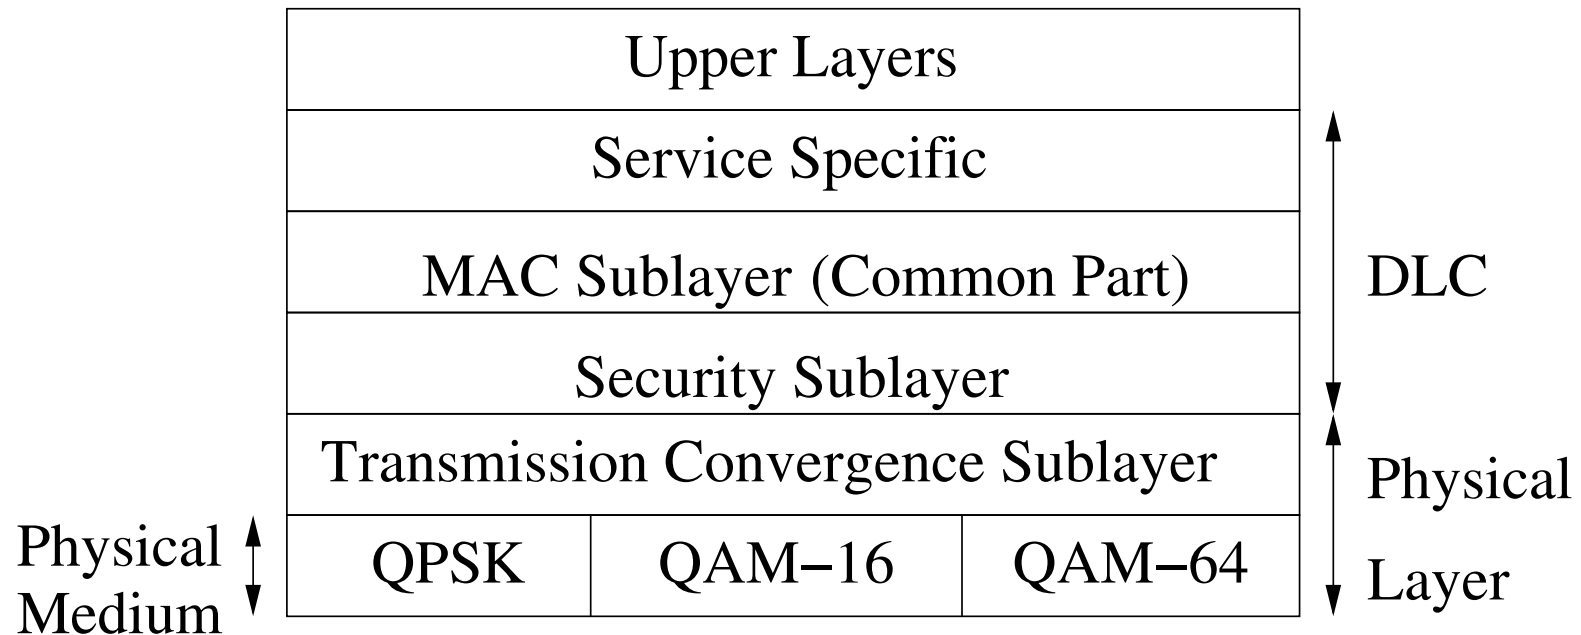 Upper Layers
Service Specific
MAC Sublayer (Common Part)
DLC
Security Sublayer
Transmission Convergence Sublayer
Physical
Layer
Physical
Medium
QPSK
QAM−16
QAM−64